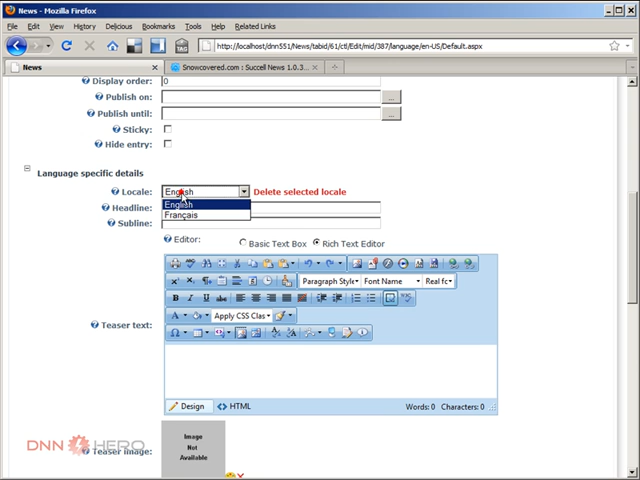 News - Mozilla Firefox
File Edit View History Delicious Bookmarks Tools Help Related Links
TAG http://localhost/dnn551/News/tabid/61/ctl/Edit/mid/387/language/en-US/Default.aspx
News Snowcovered.com : Succell News 1.0.3...
Display order: 0
Publish on: ...
Publish until: ...
Sticky:
Hide entry:
Language specific details
Locale: English Delete selected locale
English
Headline:
Français
Subline:
Editor: Basic Text Box Rich Text Editor
Paragraph Style Font Name Real fo
Apply CSS Clas
Teaser text:
Design HTML Words: 0 Characters: 0
Image
Not
Available
Teaser image:
DNN HERO